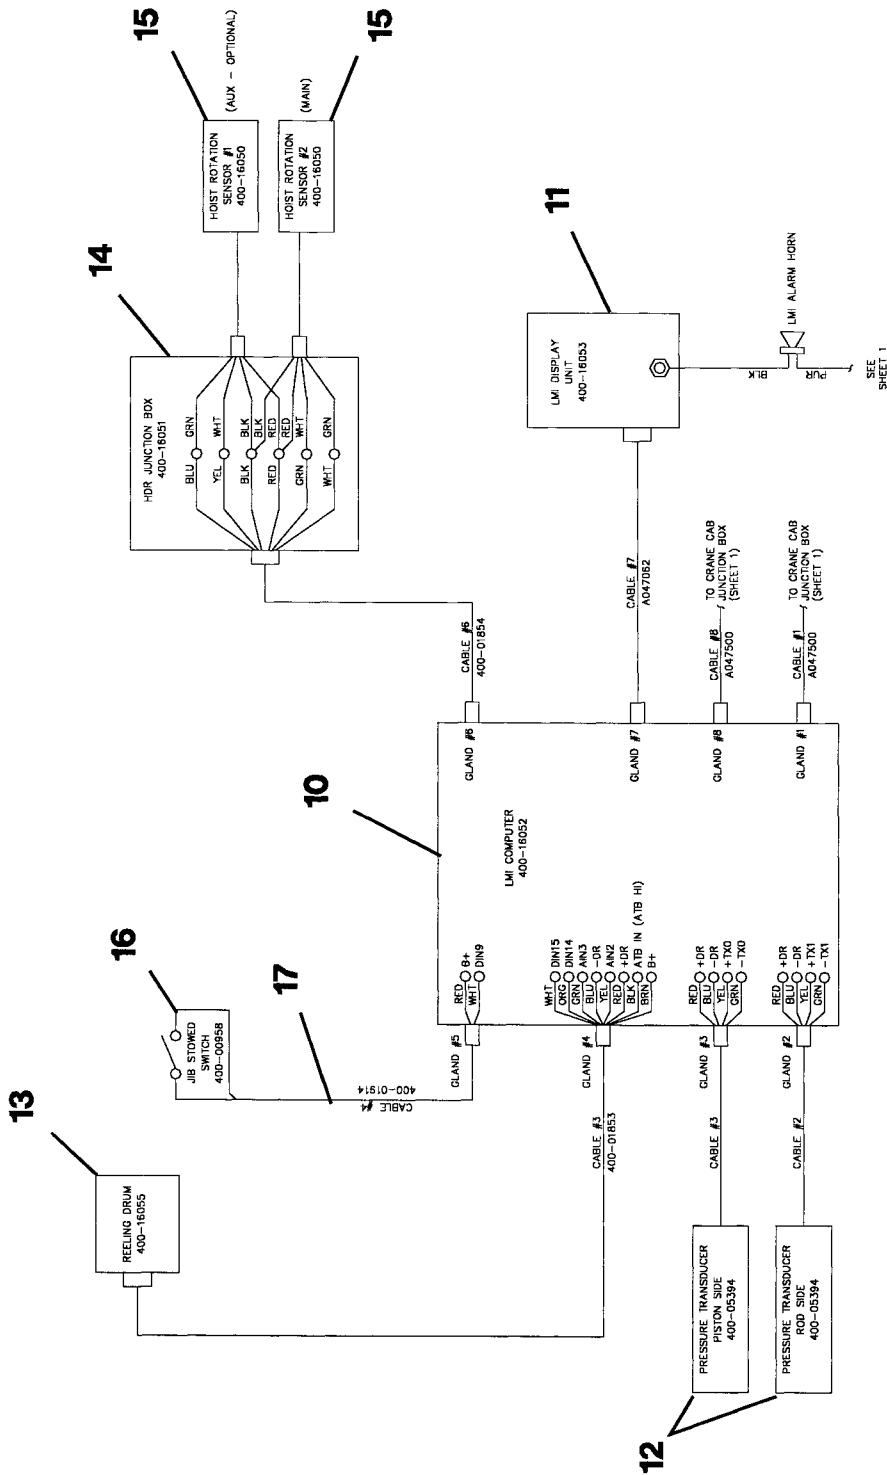 13
REELING DRUM
400-16055
16
JIB STOWED
SWITCH
400-00958
17
CABLE #4
400-01914
14
HDR JUNCTION BOX
400-16051
BLU
GRN
YEL
WHT
BLK
BLK
BLK
RED
RED
RED
GRN
WHT
WHT
GRN
15
(AUX - OPTIONAL)
HOIST ROTATION
SENSOR #1
400-16050
15
(MAIN)
HOIST ROTATION
SENSOR #2
400-16050
CABLE #6
400-01854
10
LMI COMPUTER
400-16052
GLAND #5
RED
B+
WHT
DIN9
GLAND #6
CABLE #3
400-01853
GLAND #4
WHT
DIN15
ORG
DIN14
GRN
AIN3
BLU
-DR
YEL
AIN2
RED
+DR
BLK
ATB IN (ATB HI)
BRN
B+
GLAND #7
CABLE #7
A047062
11
LMI DISPLAY
UNIT
400-16053
BLK
PUR
LMI ALARM HORN
SEE
SHEET 1
12
PRESSURE TRANSDUCER
PISTON SIDE
400-05394
CABLE #3
GLAND #3
RED
+DR
BLU
-DR
YEL
+TX0
GRN
-TX0
GLAND #8
CABLE #8
A047500
TO CRANE CAB
JUNCTION BOX
(SHEET 1)
PRESSURE TRANSDUCER
ROD SIDE
400-05394
CABLE #2
GLAND #2
RED
+DR
BLU
-DR
YEL
+TX1
GRN
-TX1
GLAND #1
CABLE #1
A047500
TO CRANE CAB
JUNCTION BOX
(SHEET 1)